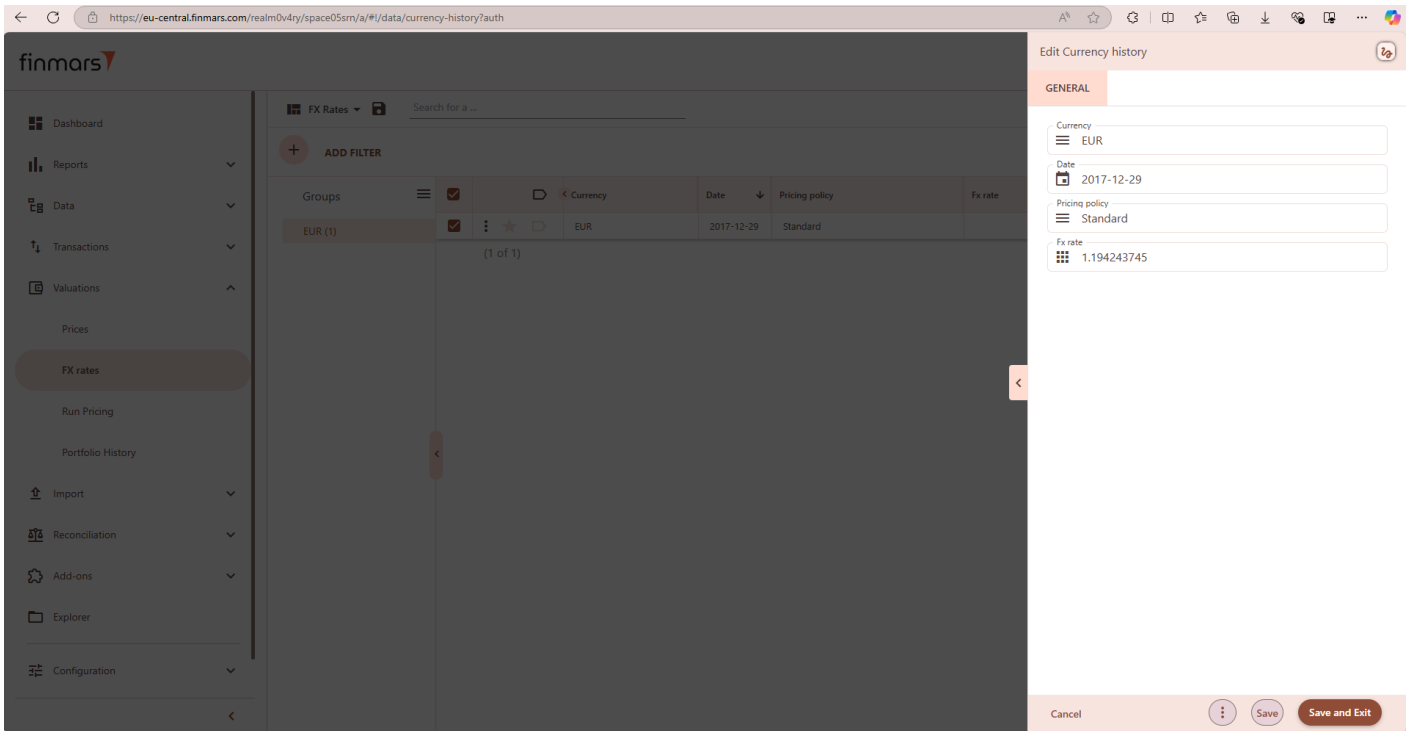 https://eu-central.finmars.com/realm0v4ry/space05srn/a/#!/data/currency-history?auth
finmars
Dashboard
Reports
Data
Transactions
Valuations
Prices
FX rates
Run Pricing
Portfolio History
Import
Reconciliation
Add-ons
Explorer
Configuration
FX Rates
Search for a ...
ADD FILTER
Groups
EUR (1)
Currency Date Pricing policy Fx rate
EUR 2017-12-29 Standard
(1 of 1)
Edit Currency history
GENERAL
Currency
EUR
Date
2017-12-29
Pricing policy
Standard
Fx rate
1.194243745
Cancel
Save
Save and Exit